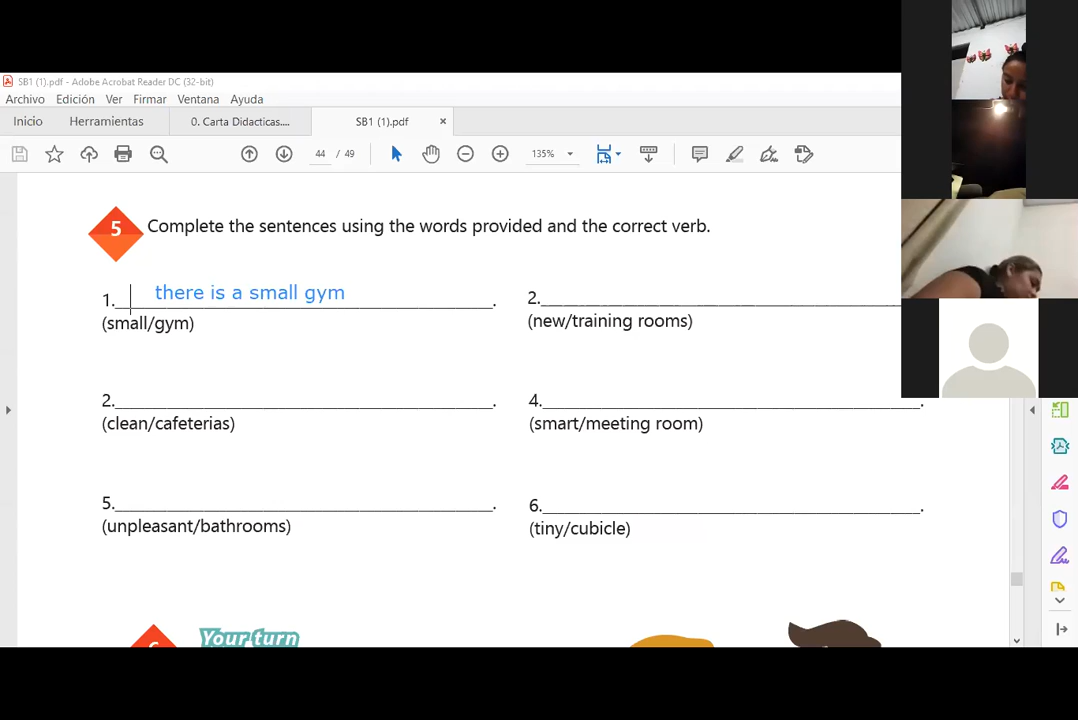 SB1 (1).pdf - Adobe Acrobat Reader DC (32-bit)
Archivo Edición Ver Firmar Ventana Ayuda
Inicio Herramientas 0. Carta Didacticas.... SB1 (1).pdf ×
44 / 49 135%
5 Complete the sentences using the words provided and the correct verb.
1. there is a small gym.
(small/gym)
2.
(new/training rooms)
2. .
(clean/cafeterias)
4. .
(smart/meeting room)
5. .
(unpleasant/bathrooms)
6. .
(tiny/cubicle)
6 Your turn